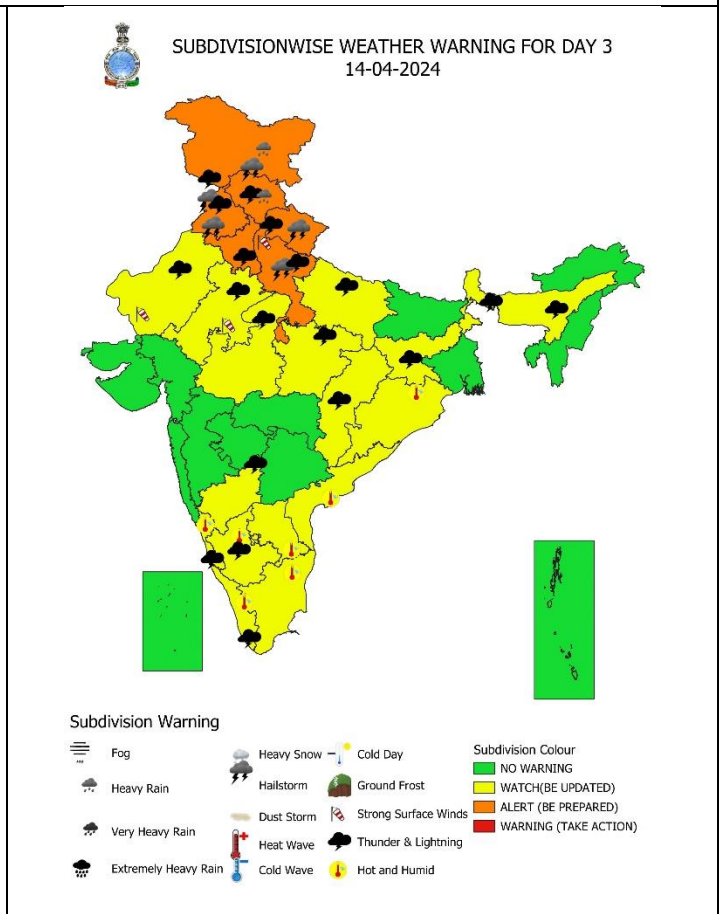 SUBDIVISIONWISE WEATHER WARNING FOR DAY 3
14-04-2024
Subdivision Warning
Fog
Heavy Rain
Very Heavy Rain
Extremely Heavy Rain
Heavy Snow
Hailstorm
Dust Storm
Heat Wave
Cold Wave
Cold Day
Ground Frost
Strong Surface Winds
Thunder & Lightning
Hot and Humid
Subdivision Colour
NO WARNING
WATCH(BE UPDATED)
ALERT (BE PREPARED)
WARNING (TAKE ACTION)